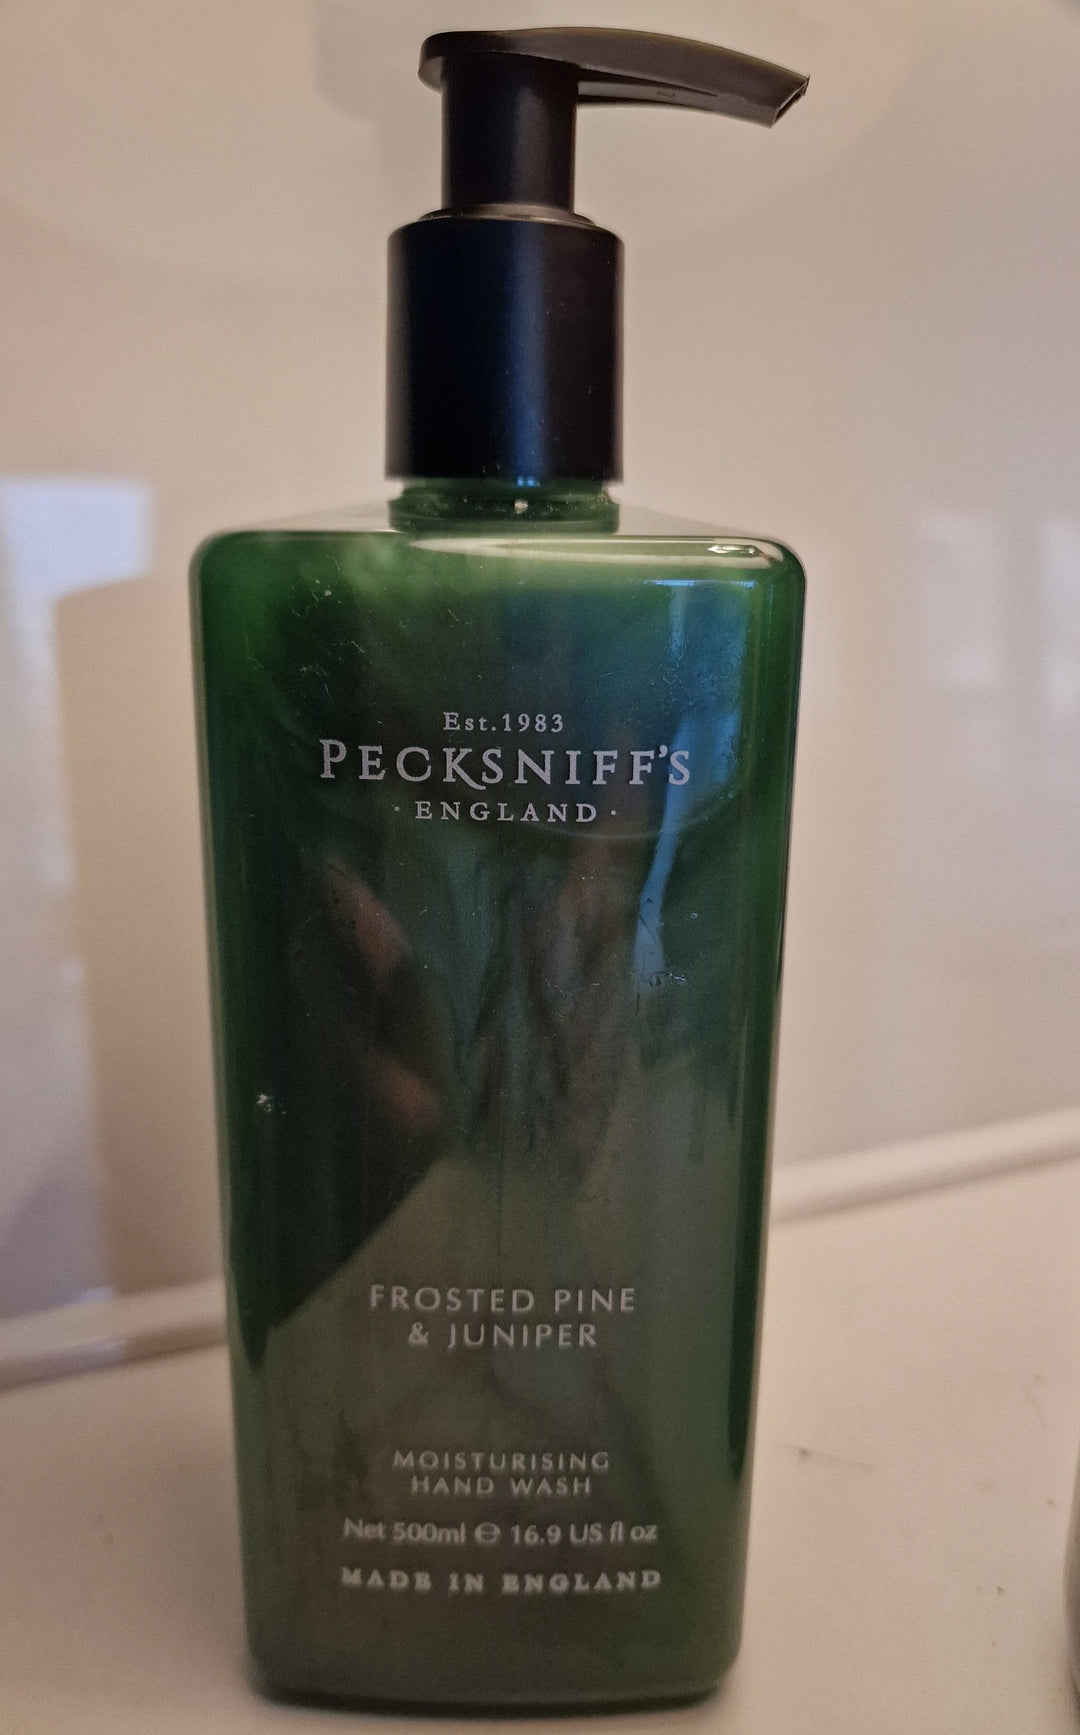 Est.1983
PECKSNIFF'S
· ENGLAND ·
FROSTED PINE
& JUNIPER
MOISTURISING
HAND WASH
Net 500ml ℮ 16.9 US fl oz
MADE IN ENGLAND